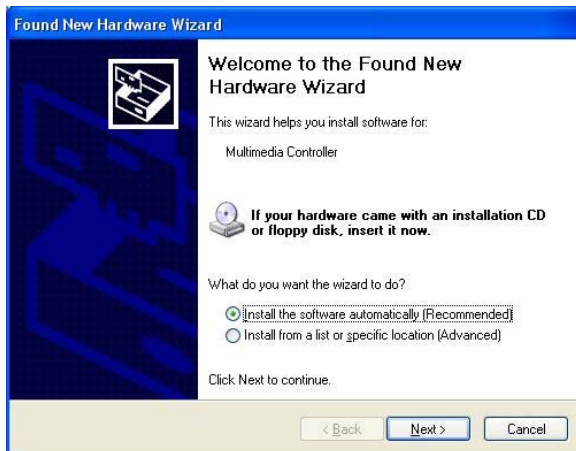 Found New Hardware Wizard
Welcome to the Found New
Hardware Wizard
This wizard helps you install software for:
Multimedia Controller
If your hardware came with an installation CD
or floppy disk, insert it now.
What do you want the wizard to do?
Install the software automatically (Recommended)
Install from a list or specific location (Advanced)
Click Next to continue.
< Back Next > Cancel